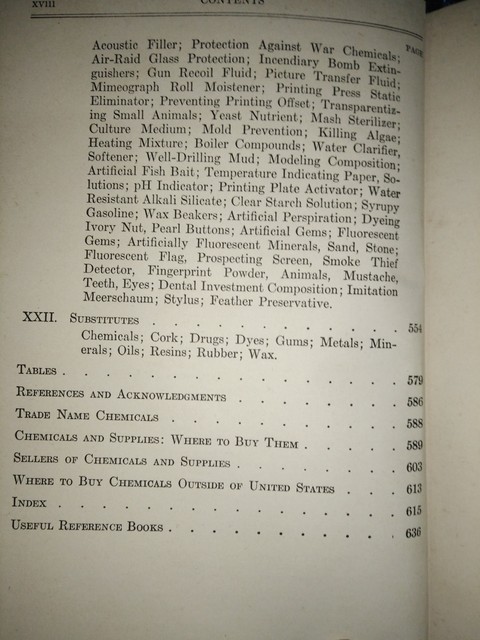 xviii CONTENTS
PAGE
Acoustic Filler; Protection Against War Chemicals;
Air-Raid Glass Protection; Incendiary Bomb Extin-
guishers; Gun Recoil Fluid; Picture Transfer Fluid;
Mimeograph Roll Moistener; Printing Press Static
Eliminator; Preventing Printing Offset; Transparentiz-
ing Small Animals; Yeast Nutrient; Mash Sterilizer;
Culture Medium; Mold Prevention; Killing Algae;
Heating Mixture; Boiler Compounds; Water Clarifier,
Softener; Well-Drilling Mud; Modeling Composition;
Artificial Fish Bait; Temperature Indicating Paper, So-
lutions; pH Indicator; Printing Plate Activator; Water
Resistant Alkali Silicate; Clear Starch Solution; Syrupy
Gasoline; Wax Beakers; Artificial Perspiration; Dyeing
Ivory Nut, Pearl Buttons; Artificial Gems; Fluorescent
Gems; Artificially Fluorescent Minerals, Sand, Stone;
Fluorescent Flag, Prospecting Screen, Smoke Thief
Detector, Fingerprint Powder, Animals, Mustache,
Teeth, Eyes; Dental Investment Composition; Imitation
Meerschaum; Stylus; Feather Preservative.
XXII. Substitutes . . . . . . . . . . . . 554
Chemicals; Cork; Drugs; Dyes; Gums; Metals; Min-
erals; Oils; Resins; Rubber; Wax.
Tables . . . . . . . . . . . . . . . 579
References and Acknowledgments . . . . . . . 586
Trade Name Chemicals . . . . . . . . . . 588
Chemicals and Supplies: Where to Buy Them . . . . 589
Sellers of Chemicals and Supplies . . . . . . . 603
Where to Buy Chemicals Outside of United States . . . 613
Index . . . . . . . . . . . . . . . 615
Useful Reference Books . . . . . . . . . . 636